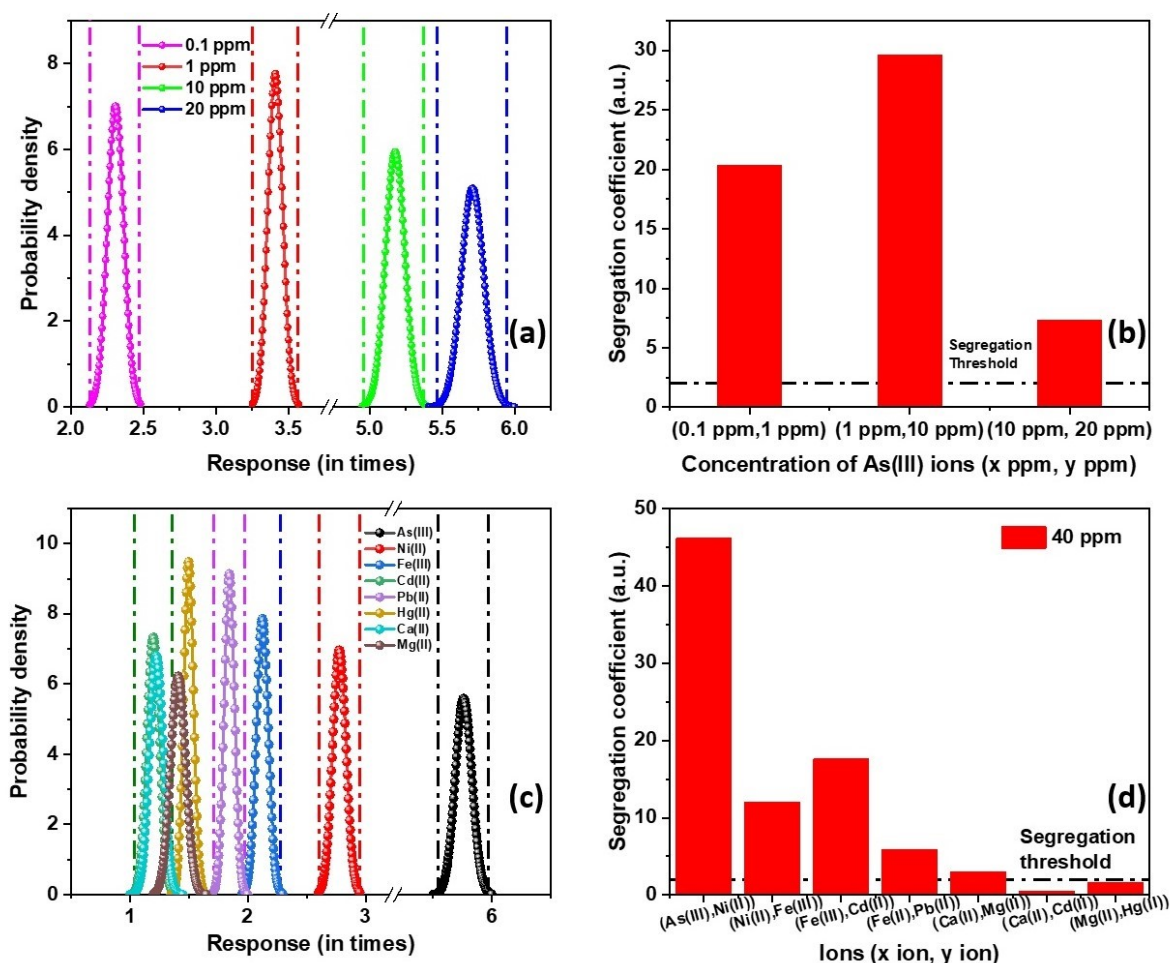 0.1 ppm
1 ppm
10 ppm
20 ppm
Probability density
8
6
4
2
0
(a)
2.0 2.5 3.0 3.5 5.0 5.5 6.0
Response (in times)
Segregation coefficient (a.u.)
30
25
20
15
10
5
0
Segregation
Threshold
(b)
(0.1 ppm,1 ppm) (1 ppm,10 ppm) (10 ppm, 20 ppm)
Concentration of As(III) ions (x ppm, y ppm)
As(III)
Ni(II)
Fe(III)
Cd(II)
Pb(II)
Hg(II)
Ca(II)
Mg(II)
Probability density
10
8
6
4
2
0
(c)
1 2 3 6
Response (in times)
Segregation coefficient (a.u.)
50
40
30
20
10
0
40 ppm
(d)
Segregation
threshold
(As(III),Ni(II)) (Ni(II),Fe(III)) (Fe(III),Cd(II)) (Fe(II),Pb(II)) (Ca(II),Mg(II)) (Ca(II),Cd(II)) (Mg(II),Hg(II))
Ions (x ion, y ion)